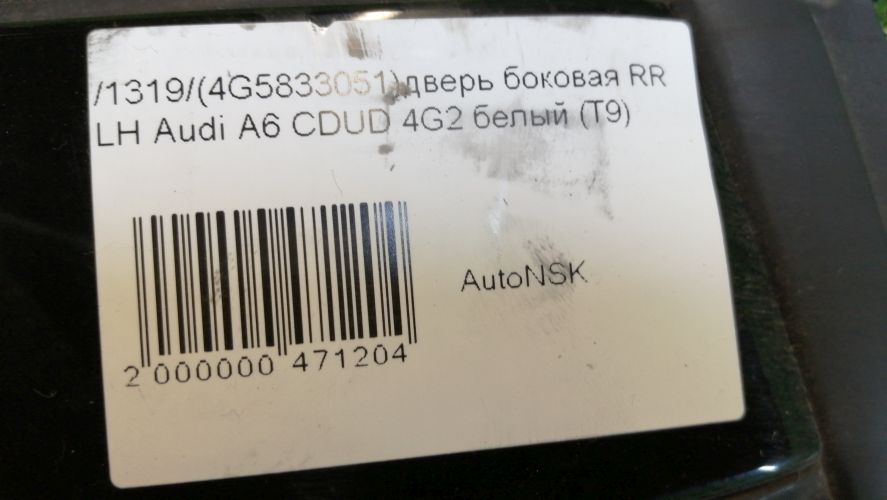 /1319/(4G5833051)дверь боковая RR
LH Audi A6 CDUD 4G2 белый (T9)
AutoNSK
2 000000 471204